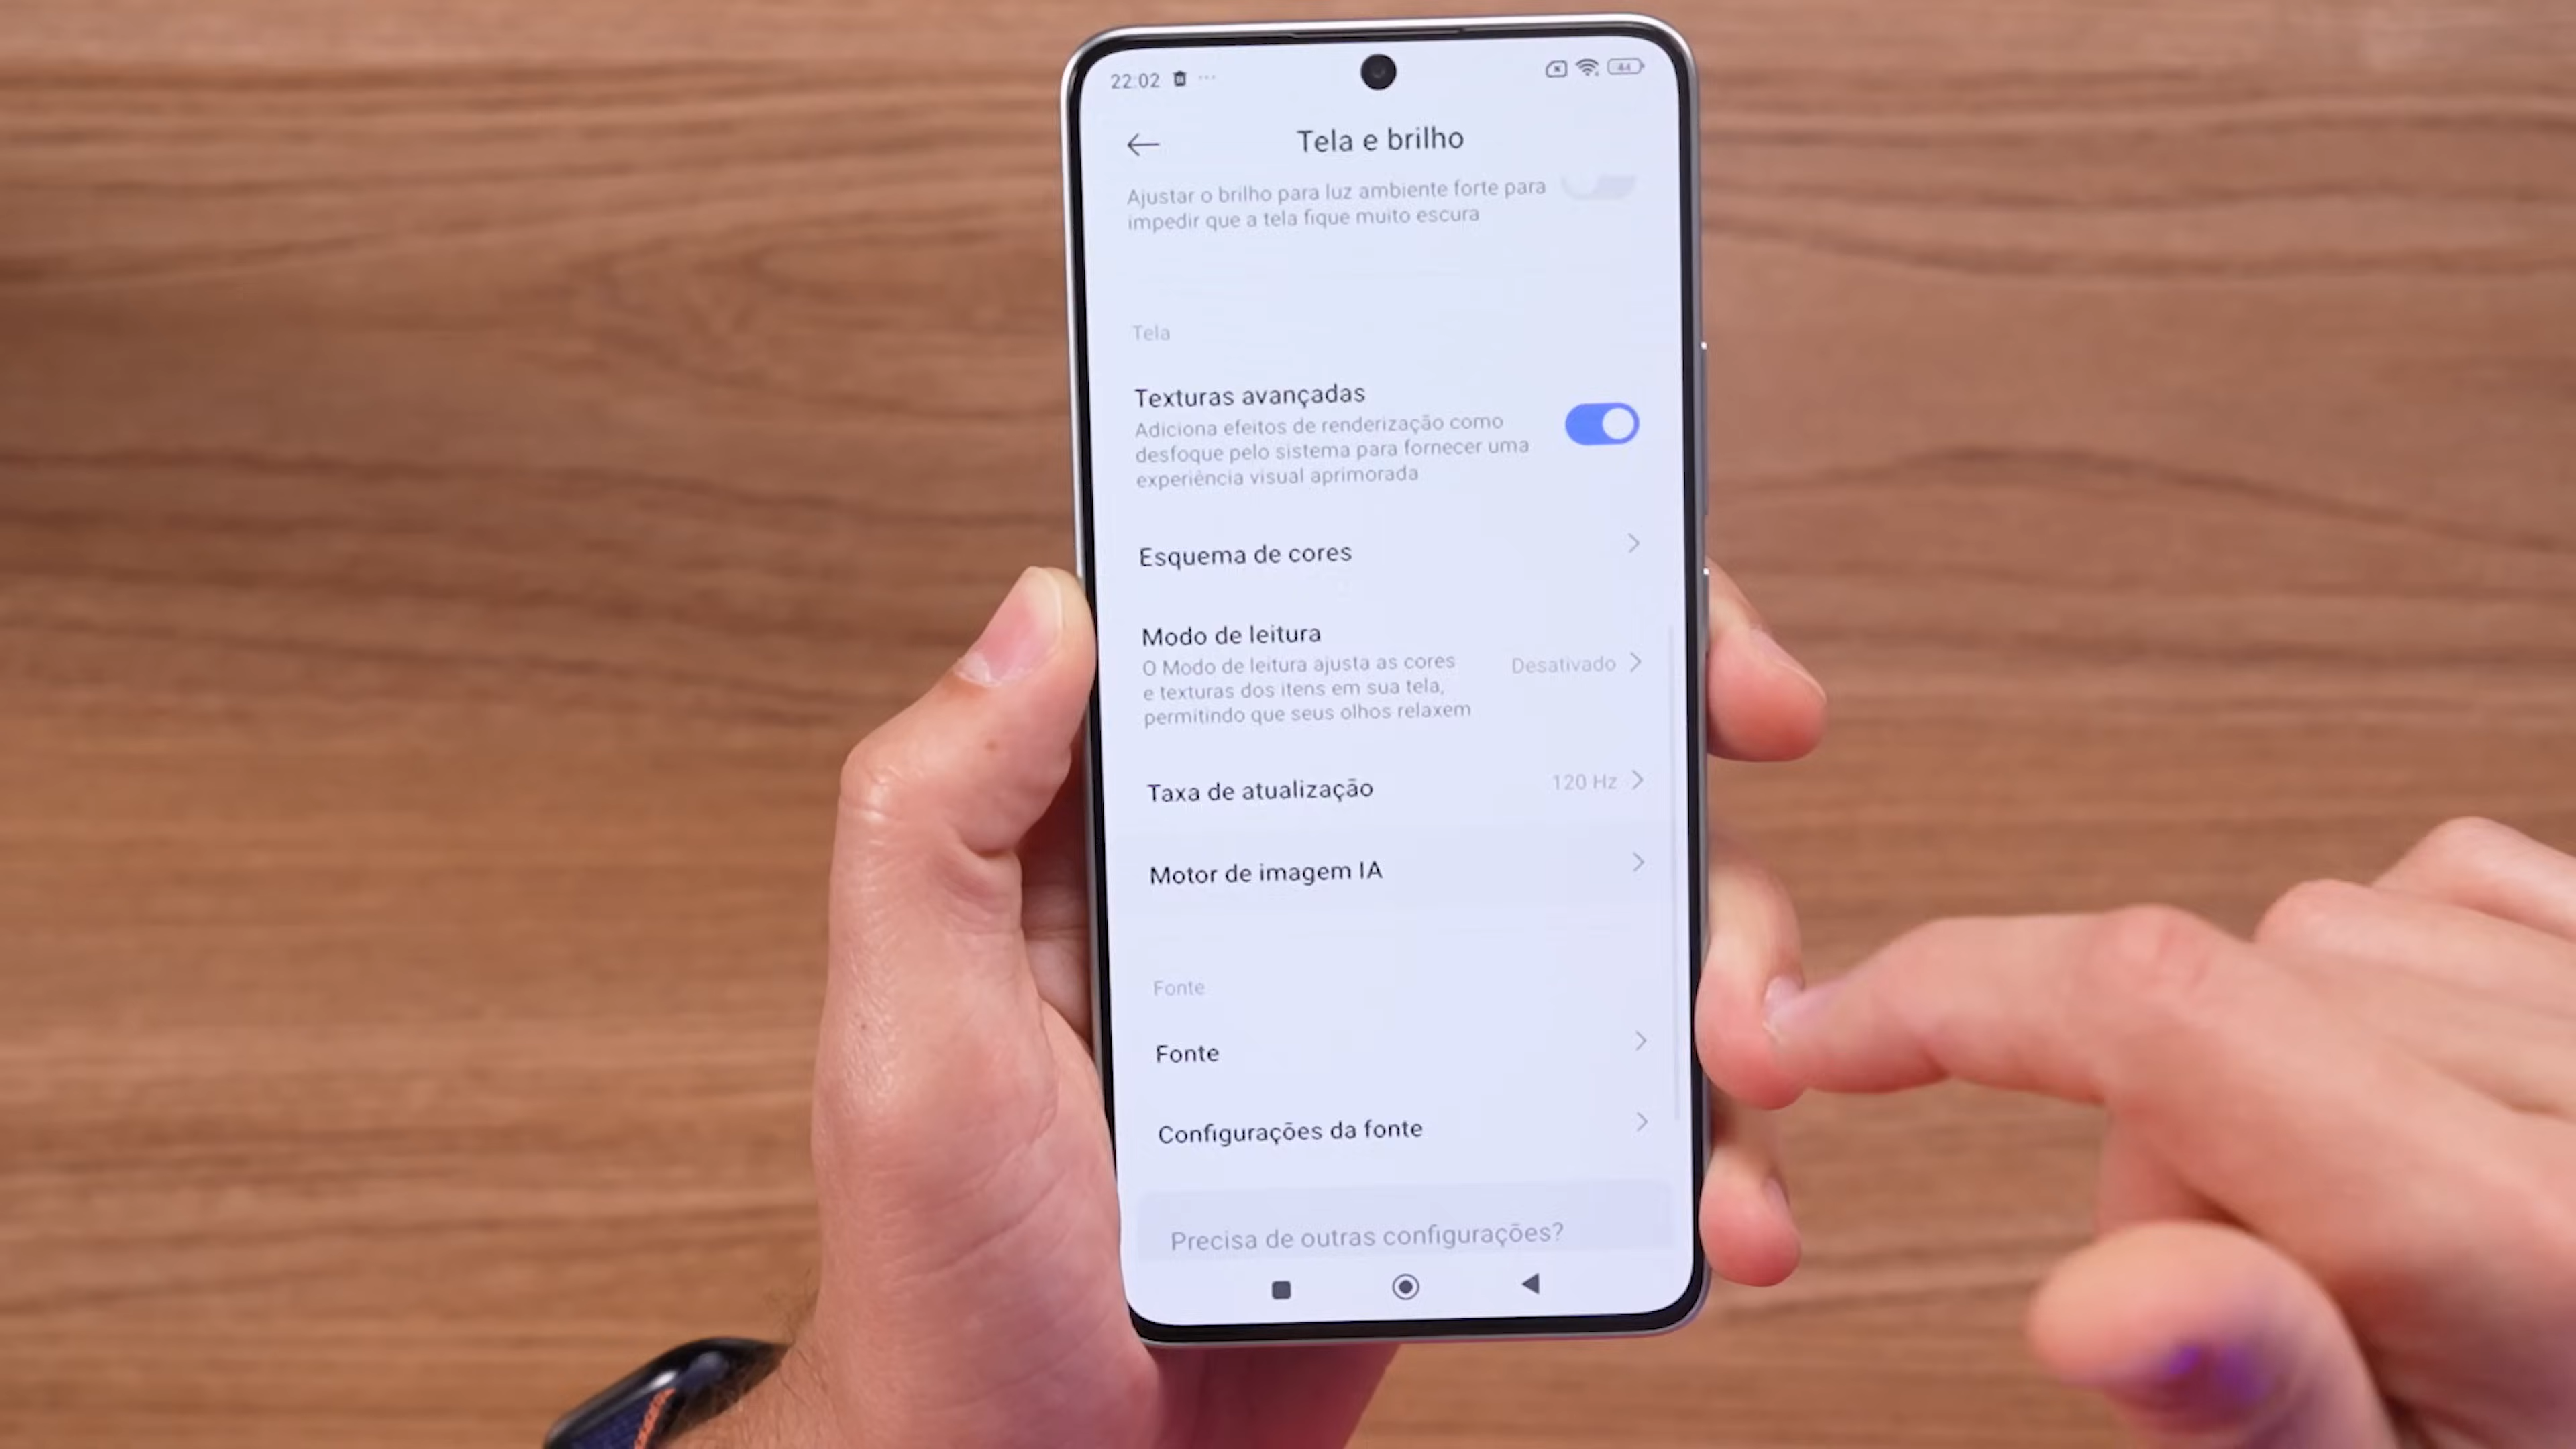 22:02
44
Tela e brilho
Ajustar o brilho para luz ambiente forte para
impedir que a tela fique muito escura
Tela
Texturas avançadas
Adiciona efeitos de renderização como
desfoque pelo sistema para fornecer uma
experiência visual aprimorada
Esquema de cores
Modo de leitura
O Modo de leitura ajusta as cores
e texturas dos itens em sua tela,
permitindo que seus olhos relaxem
Desativado
Taxa de atualização
120 Hz
Motor de imagem IA
Fonte
Fonte
Configurações da fonte
Precisa de outras configurações?